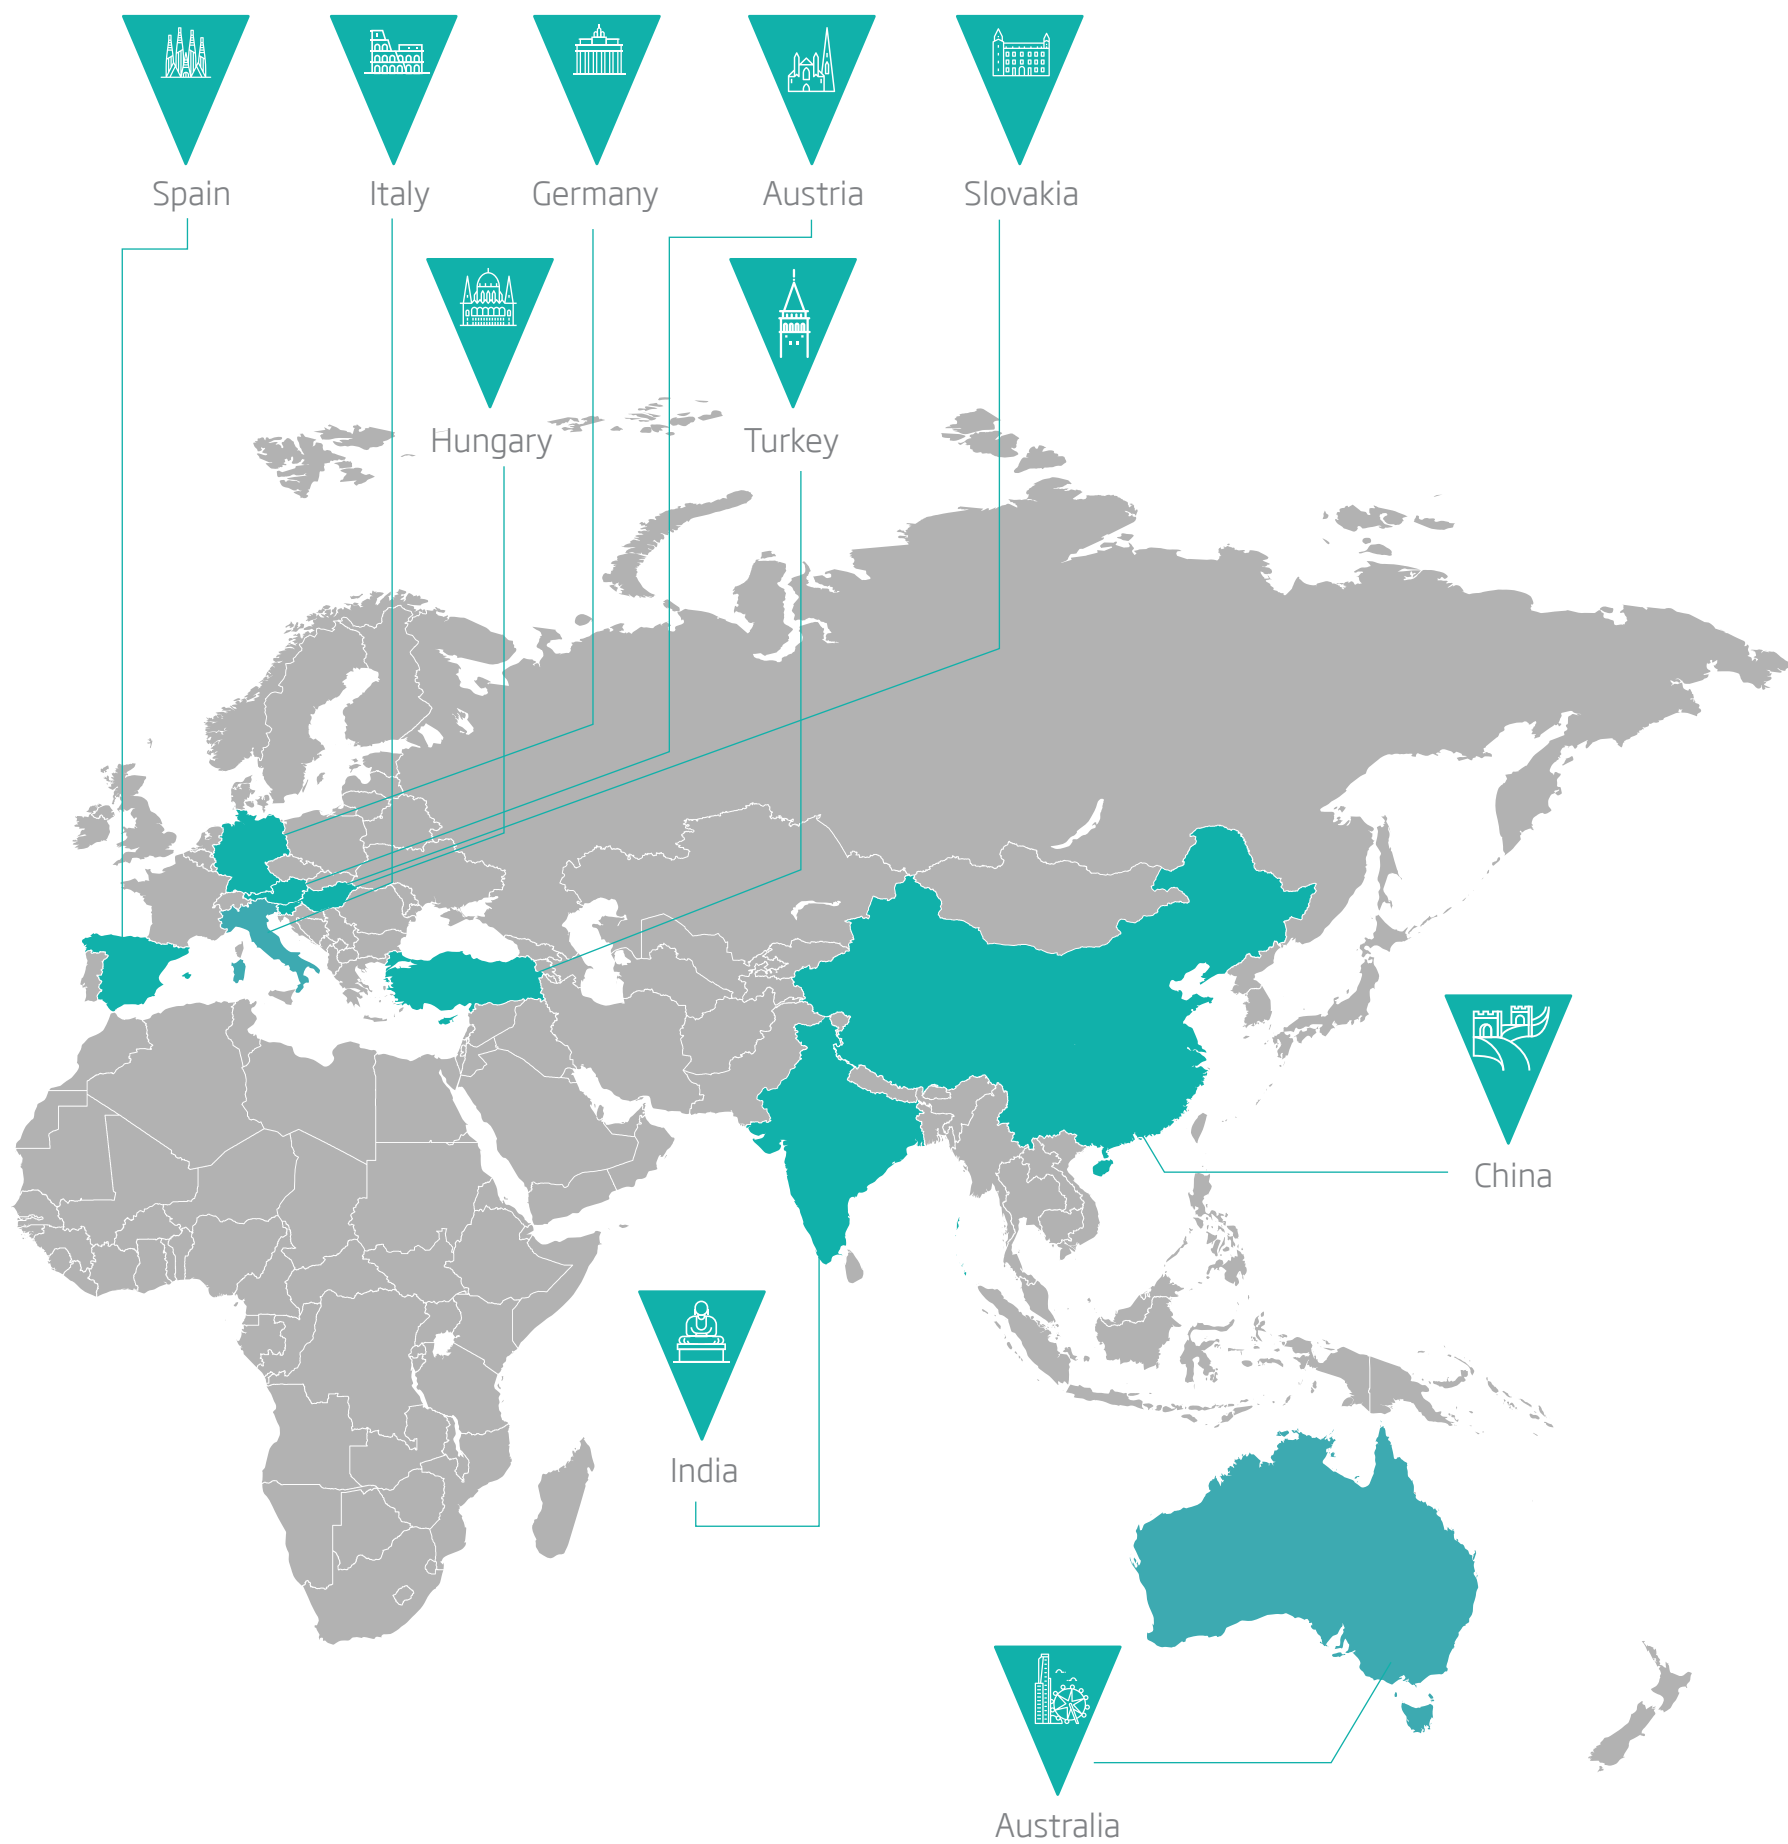 Spain
Italy
Germany
Austria
Slovakia
Hungary
Turkey
China
India
Australia